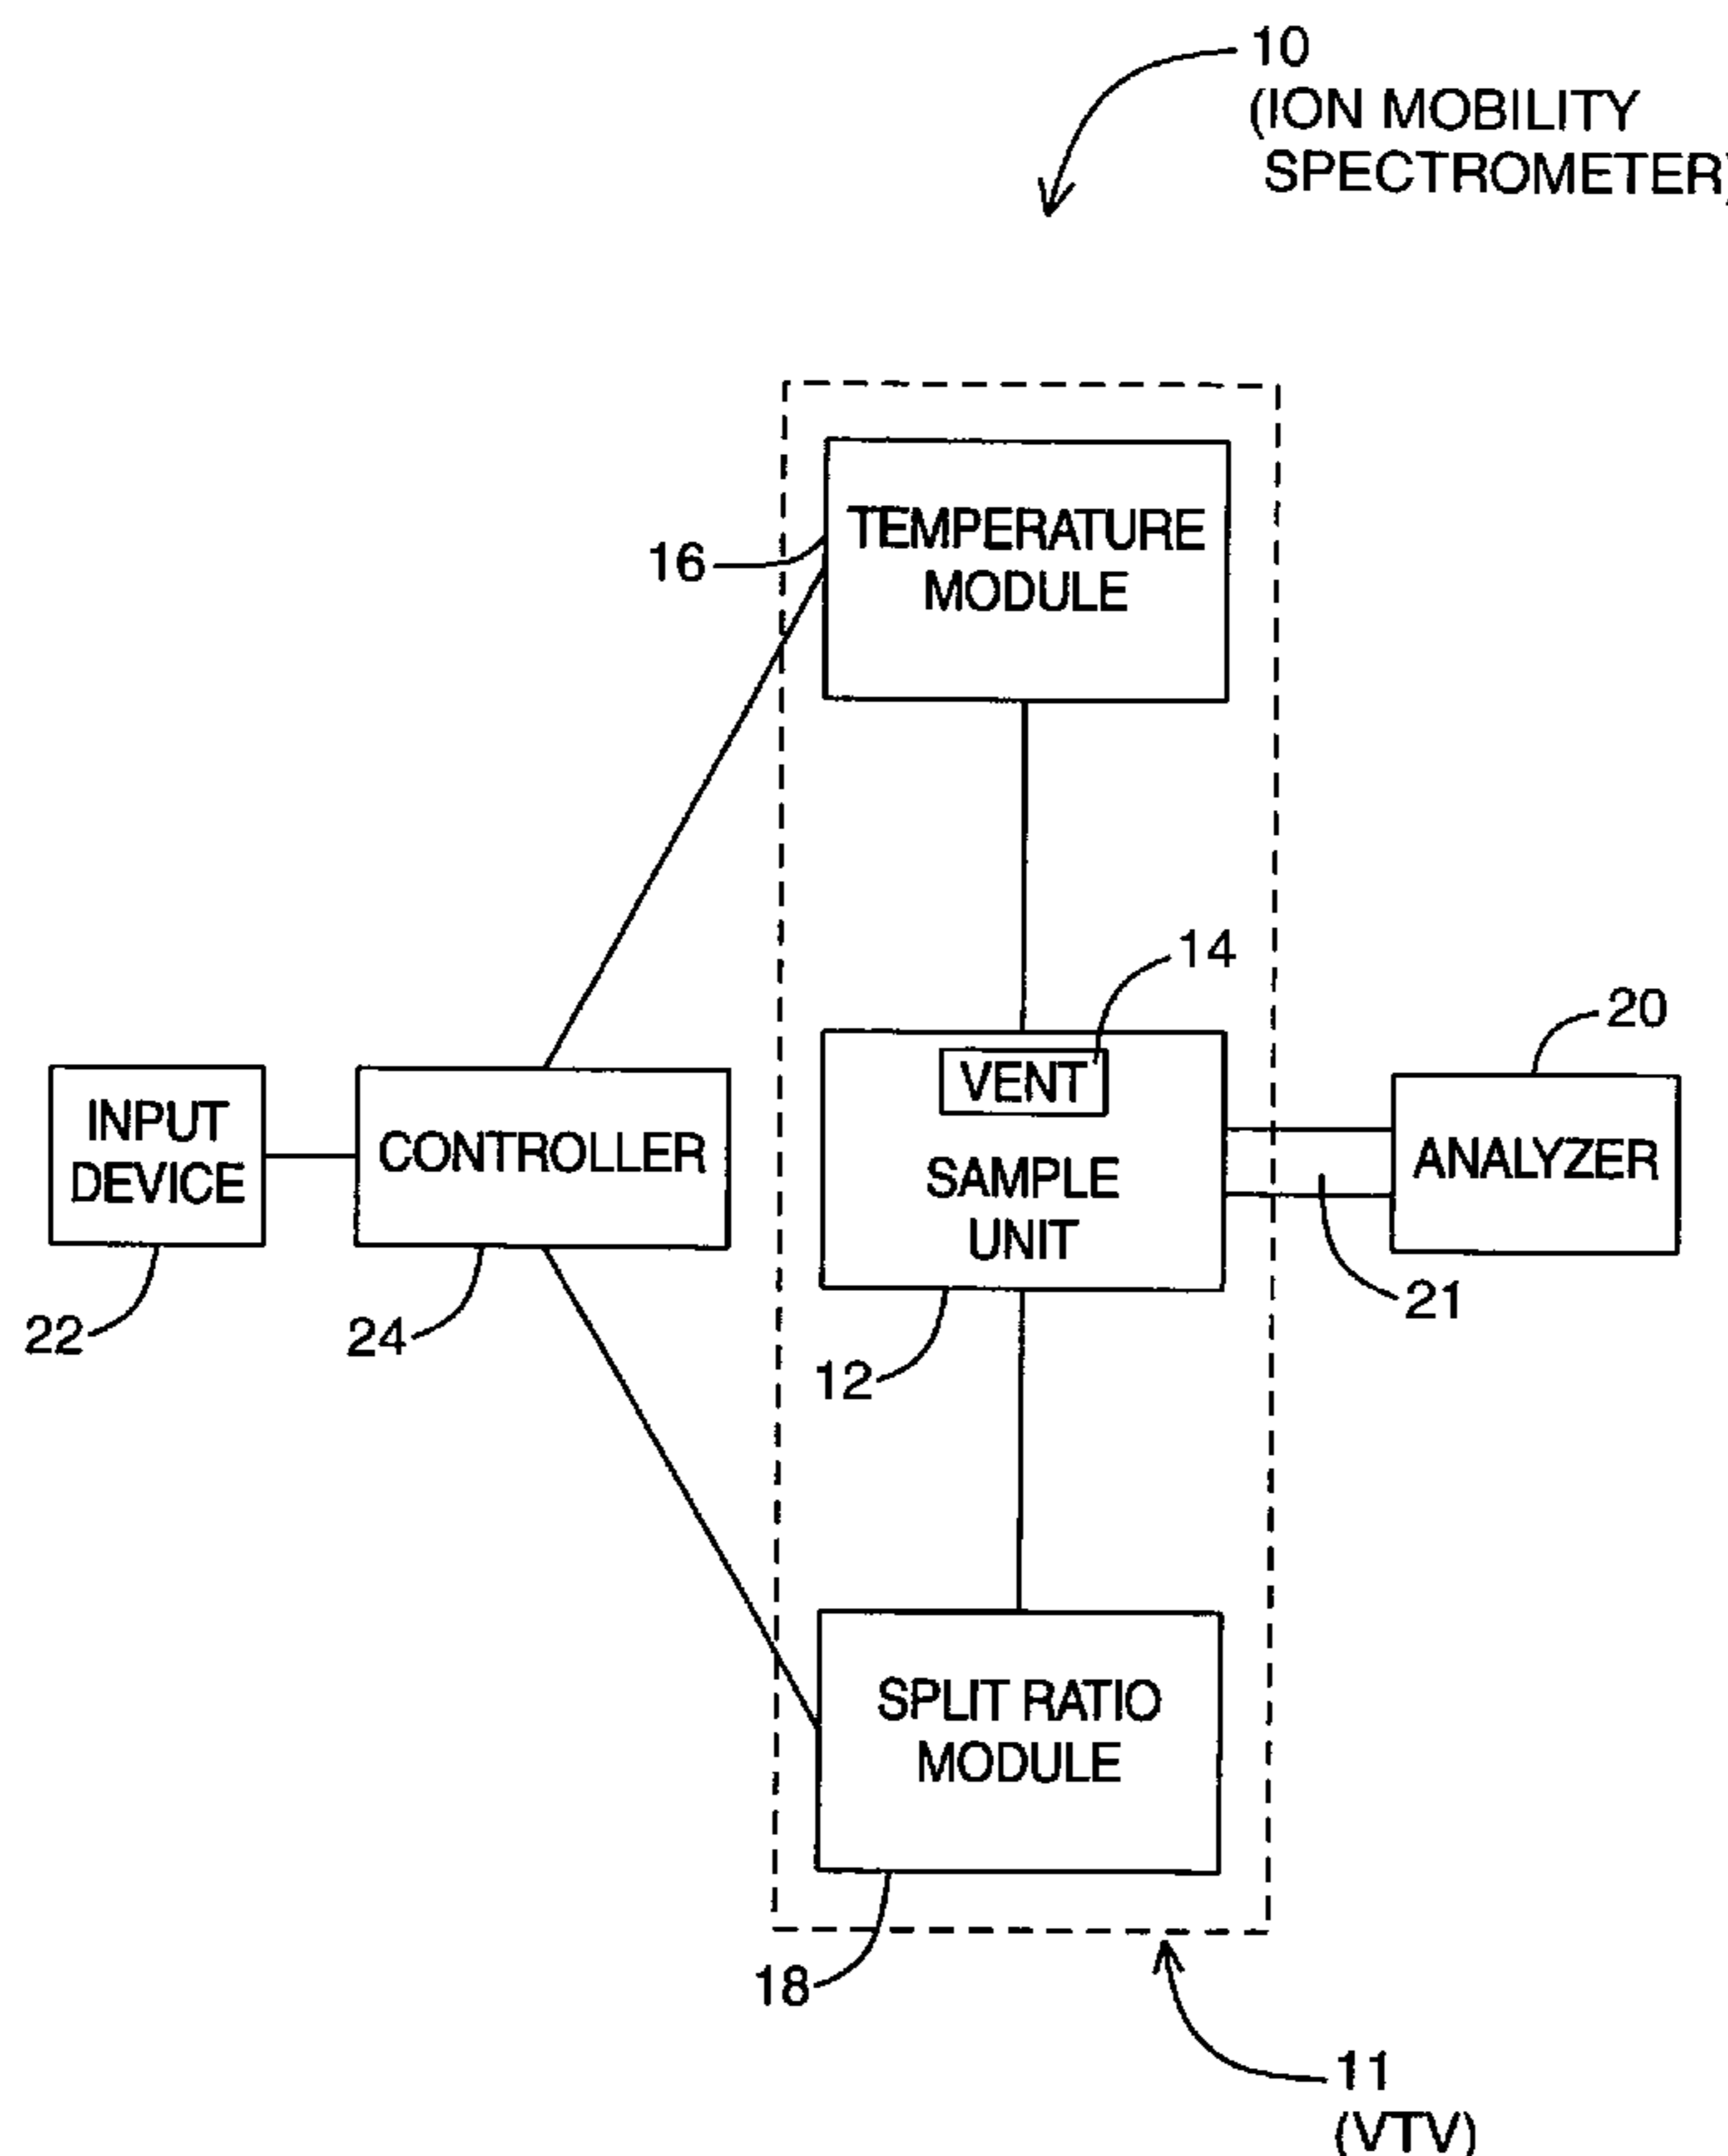 10
(ION MOBILITY
SPECTROMETER)
TEMPERATURE
MODULE
16
14
VENT
20
INPUT
DEVICE
CONTROLLER
SAMPLE
UNIT
ANALYZER
21
22
24
12
SPLIT RATIO
MODULE
18
11
(VTV)